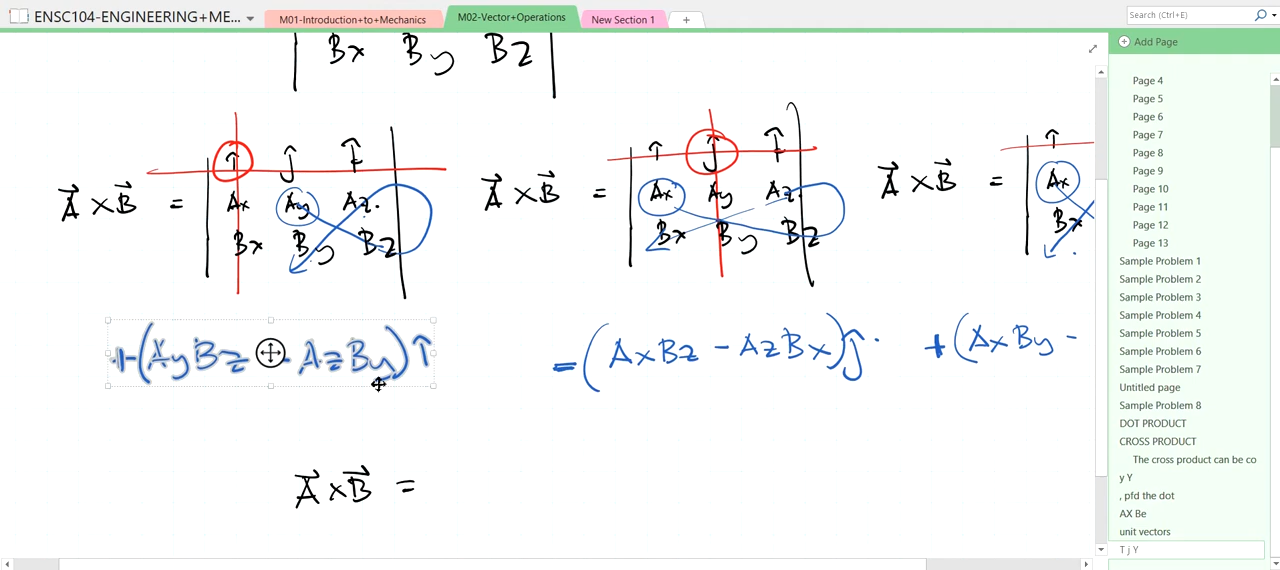 ENSC104-ENGINEERING+ME...
M01-Introduction+to+Mechanics
M02-Vector+Operations
New Section 1
+
Search (Ctrl+E)
Add Page
Bx By Bz
î ĵ k̂
Ax Ay Az
A⃗ × B⃗ =
Bx By Bz
+(AyBz - AzBy) î
î ĵ k̂
Ax Ay Az
A⃗ × B⃗ =
Bx By Bz
=(AxBz - AzBx) ĵ
î
Ax
A⃗ × B⃗ =
Bx
+(AxBy -
A⃗ × B⃗ =
Page 4
Page 5
Page 6
Page 7
Page 8
Page 9
Page 10
Page 11
Page 12
Page 13
Sample Problem 1
Sample Problem 2
Sample Problem 3
Sample Problem 4
Sample Problem 5
Sample Problem 6
Sample Problem 7
Untitled page
Sample Problem 8
DOT PRODUCT
CROSS PRODUCT
The cross product can be co
y Y
, pfd the dot
AX Be
unit vectors
T j Y